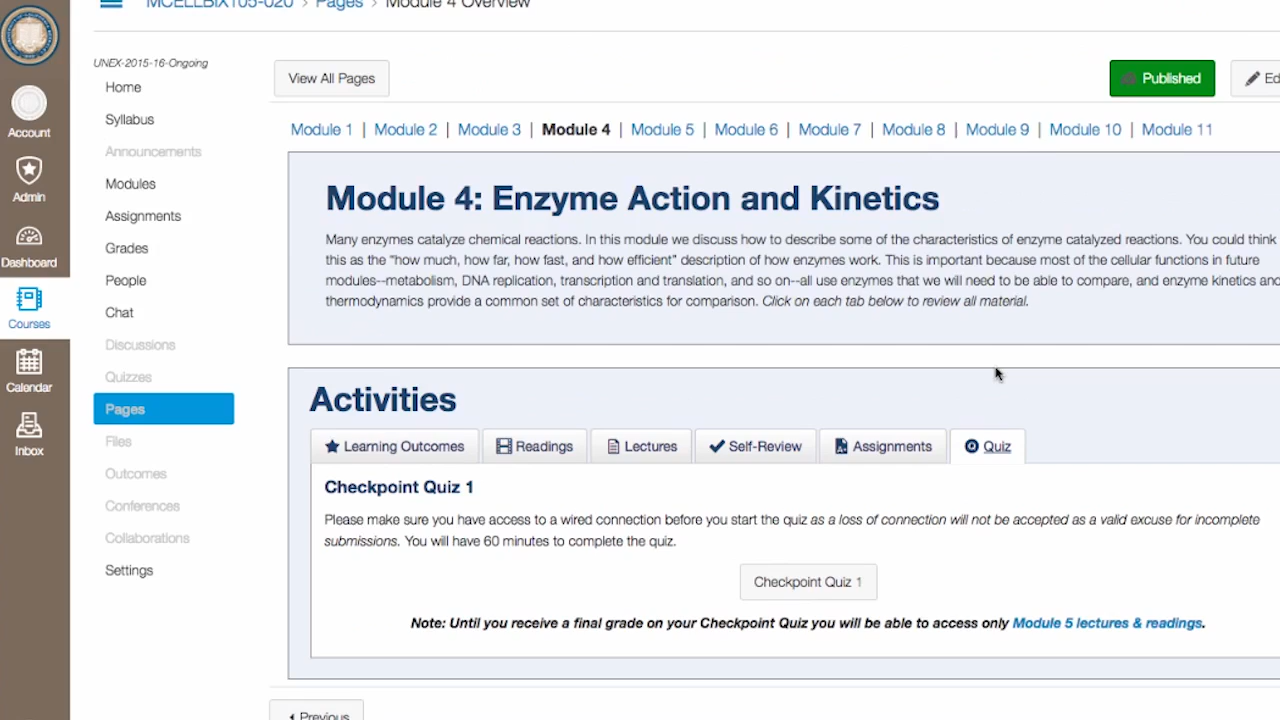 MCELLBIX105-020 > Pages > Module 4 Overview
UNEX-2015-16-Ongoing
Home
Syllabus
Announcements
Modules
Assignments
Grades
People
Chat
Discussions
Quizzes
Pages
Files
Outcomes
Conferences
Collaborations
Settings
Account
Admin
Dashboard
Courses
Calendar
Inbox
View All Pages
Published
Ed
Module 1 | Module 2 | Module 3 | Module 4 | Module 5 | Module 6 | Module 7 | Module 8 | Module 9 | Module 10 | Module 11
Module 4: Enzyme Action and Kinetics
Many enzymes catalyze chemical reactions. In this module we discuss how to describe some of the characteristics of enzyme catalyzed reactions. You could think
this as the "how much, how far, how fast, and how efficient" description of how enzymes work. This is important because most of the cellular functions in future
modules--metabolism, DNA replication, transcription and translation, and so on--all use enzymes that we will need to be able to compare, and enzyme kinetics and
thermodynamics provide a common set of characteristics for comparison. Click on each tab below to review all material.
Activities
Learning Outcomes
Readings
Lectures
Self-Review
Assignments
Quiz
Checkpoint Quiz 1
Please make sure you have access to a wired connection before you start the quiz as a loss of connection will not be accepted as a valid excuse for incomplete
submissions. You will have 60 minutes to complete the quiz.
Checkpoint Quiz 1
Note: Until you receive a final grade on your Checkpoint Quiz you will be able to access only Module 5 lectures & readings.
Previous